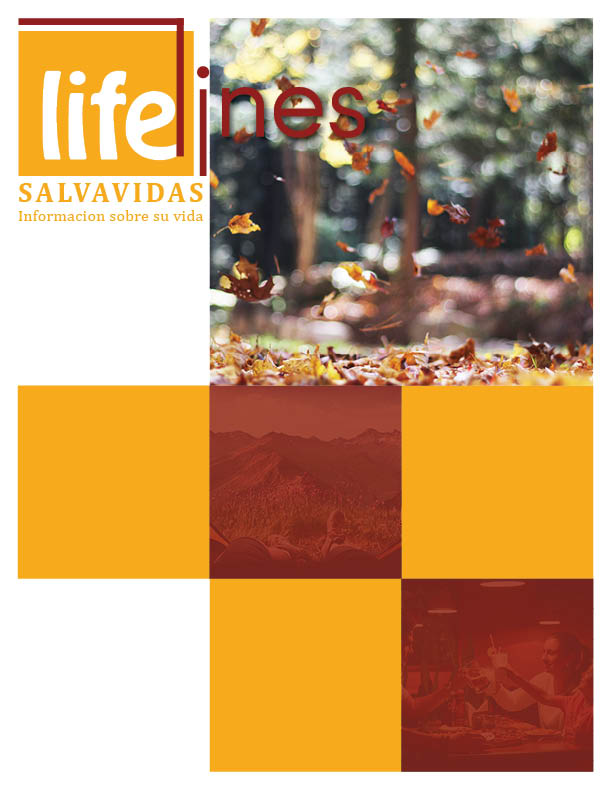 lifelines
SALVAVIDAS
Informacion sobre su vida